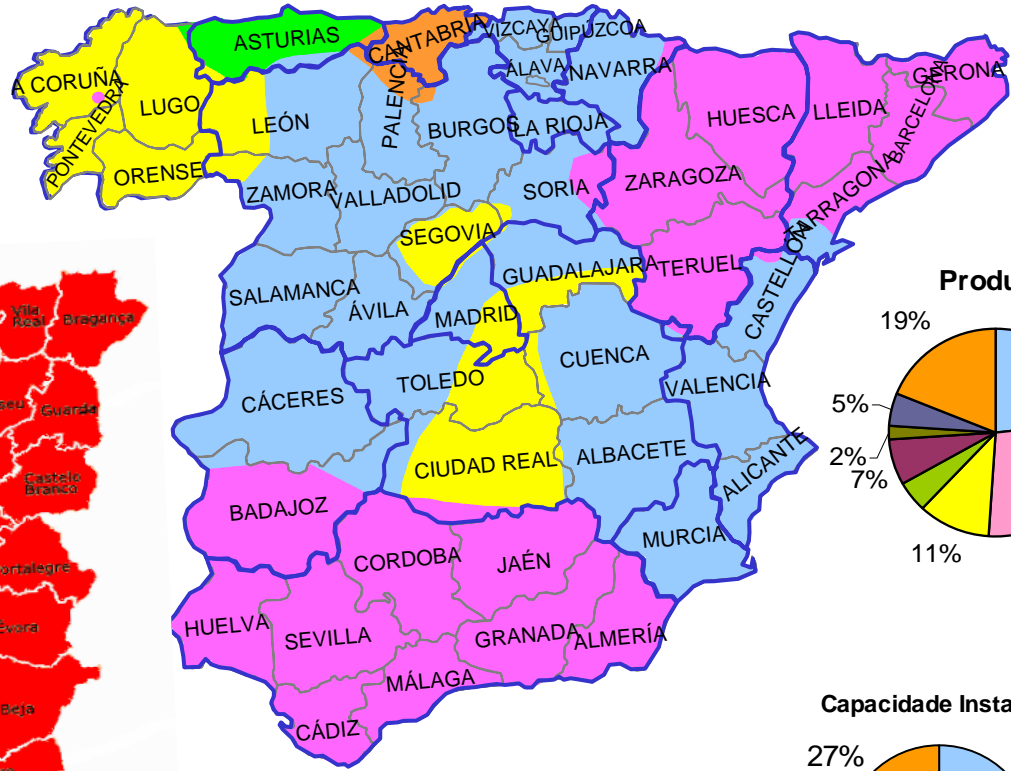 ASTURIAS
CANTABRIA
VIZCAYA
GUIPÚZCOA
A CORUÑA
LUGO
PONTEVEDRA
ORENSE
LEÓN
PALENCIA
BURGOS
ÁLAVA
NAVARRA
LA RIOJA
HUESCA
LLEIDA
GERONA
BARCELONA
TARRAGONA
ZAMORA
VALLADOLID
SORIA
ZARAGOZA
SEGOVIA
SALAMANCA
ÁVILA
MADRID
GUADALAJARA
TERUEL
CASTELLÓN
CUENCA
TOLEDO
CÁCERES
VALENCIA
CIUDAD REAL
ALBACETE
ALICANTE
BADAJOZ
MURCIA
CORDOBA
JAÉN
HUELVA
SEVILLA
GRANADA
ALMERÍA
MÁLAGA
CÁDIZ
Vila
Real
Bragança
seu
Guarda
Castelo
Branco
ortalegre
Évora
Beja
Produ
19%
5%
2%
7%
11%
Capacidade Insta
27%